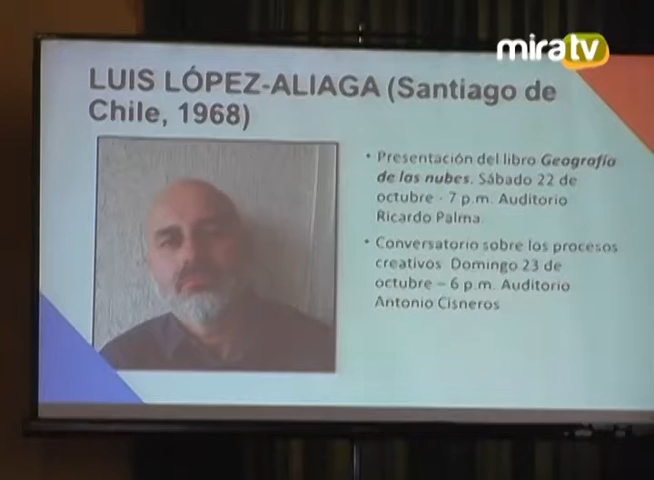 miratv
LUIS LÓPEZ-ALIAGA (Santiago de
Chile, 1968)
• Presentación del libro Geografía
de las nubes. Sábado 22 de
octubre - 7 p.m. Auditorio
Ricardo Palma
• Conversatorio sobre los procesos
creativos Domingo 23 de
octubre – 6 p.m. Auditorio
Antonio Cisneros